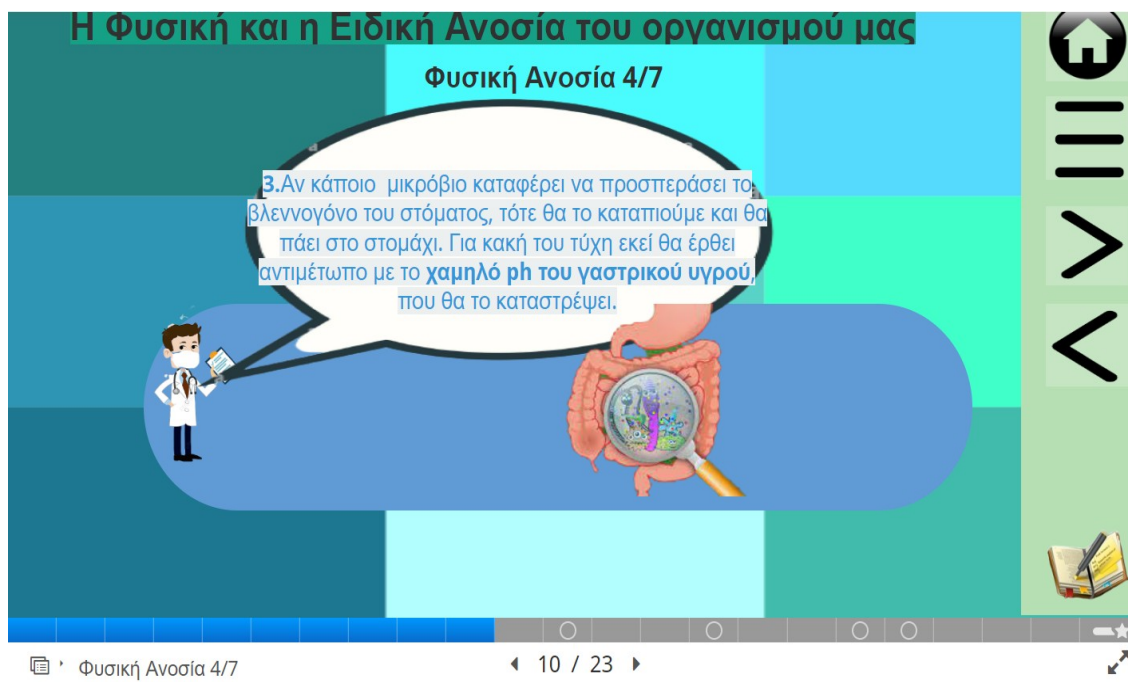 Η Φυσική και η Ειδική Ανοσία του οργανισμού μας
Φυσική Ανοσία 4/7
3.Αν κάποιο μικρόβιο καταφέρει να προσπεράσει το
βλεννογόνο του στόματος, τότε θα το καταπιούμε και θα
πάει στο στομάχι. Για κακή του τύχη εκεί θα έρθει
αντιμέτωπο με το χαμηλό ph του γαστρικού υγρού,
που θα το καταστρέψει.
Φυσική Ανοσία 4/7
10 / 23